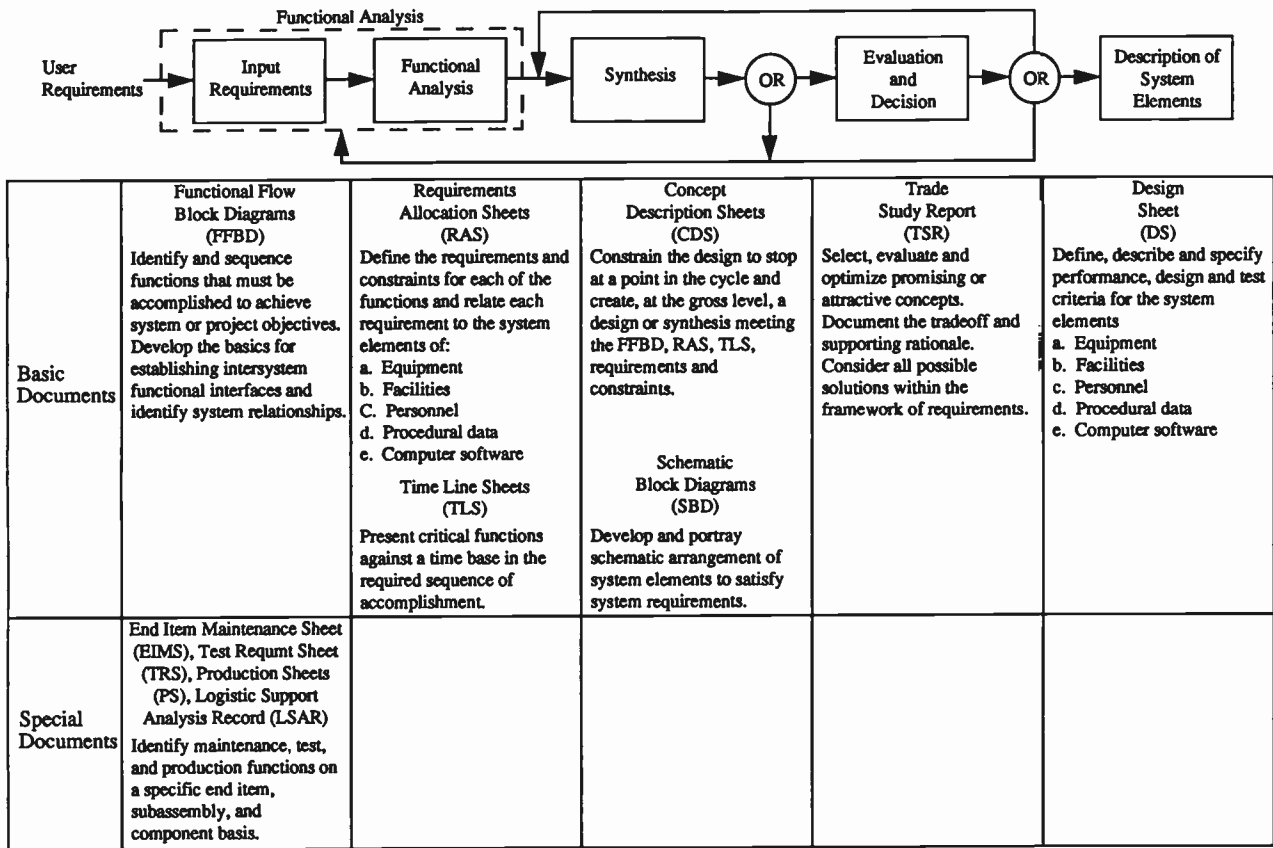 Functional Analysis
User
Requirements
Input
Requirements
Functional
Analysis
Synthesis
OR
Evaluation
and
Decision
OR
Description of
System
Elements
Basic
Documents
Functional Flow
Block Diagrams
(FFBD)
Identify and sequence
functions that must be
accomplished to achieve
system or project objectives.
Develop the basics for
establishing intersystem
functional interfaces and
identify system relationships.
Requirements
Allocation Sheets
(RAS)
Define the requirements and
constraints for each of the
functions and relate each
requirement to the system
elements of:
a. Equipment
b. Facilities
C. Personnel
d. Procedural data
e. Computer software
Time Line Sheets
(TLS)
Present critical functions
against a time base in the
required sequence of
accomplishment.
Concept
Description Sheets
(CDS)
Constrain the design to stop
at a point in the cycle and
create, at the gross level, a
design or synthesis meeting
the FFBD, RAS, TLS,
requirements and
constraints.
Schematic
Block Diagrams
(SBD)
Develop and portray
schematic arrangement of
system elements to satisfy
system requirements.
Trade
Study Report
(TSR)
Select, evaluate and
optimize promising or
attractive concepts.
Document the tradeoff and
supporting rationale.
Consider all possible
solutions within the
framework of requirements.
Design
Sheet
(DS)
Define, describe and specify
performance, design and test
criteria for the system
elements
a. Equipment
b. Facilities
c. Personnel
d. Procedural data
e. Computer software
Special
Documents
End Item Maintenance Sheet
(EIMS), Test Requmt Sheet
(TRS), Production Sheets
(PS), Logistic Support
Analysis Record (LSAR)
Identify maintenance, test,
and production functions on
a specific end item,
subassembly, and
component basis.